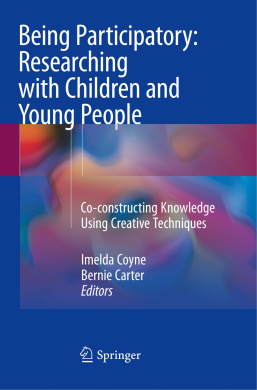 Being Participatory:
Researching
with Children and
Young People
Co-constructing Knowledge
Using Creative Techniques
Imelda Coyne
Bernie Carter
Editors
Springer